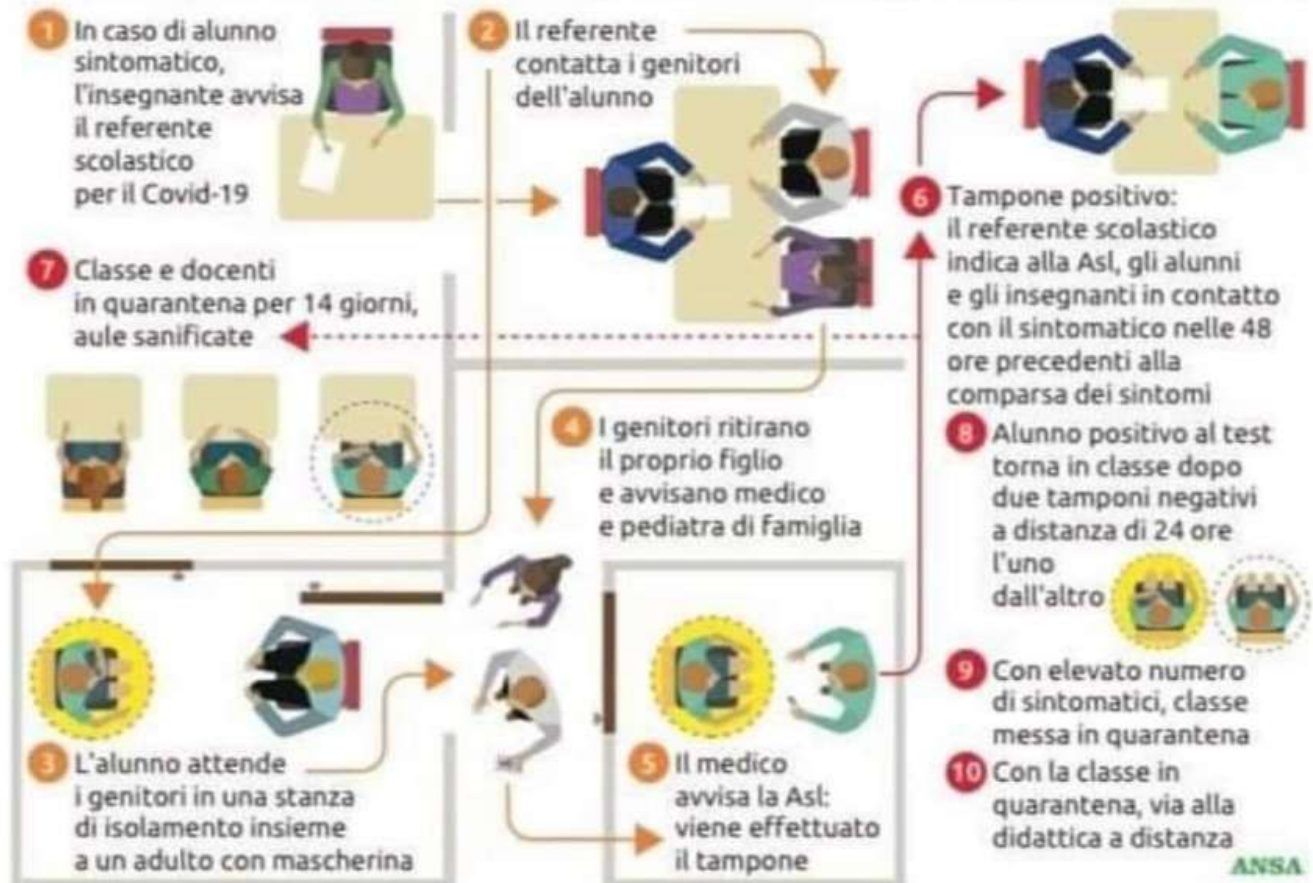 1 In caso di alunno
sintomatico,
l'insegnante avvisa
il referente
scolastico
per il Covid-19
2 Il referente
contatta i genitori
dell'alunno
3 L'alunno attende
i genitori in una stanza
di isolamento insieme
a un adulto con mascherina
4 I genitori ritirano
il proprio figlio
e avvisano medico
e pediatra di famiglia
5 Il medico
avvisa la Asl:
viene effettuato
il tampone
6 Tampone positivo:
il referente scolastico
indica alla Asl, gli alunni
e gli insegnanti in contatto
con il sintomatico nelle 48
ore precedenti alla
comparsa dei sintomi
7 Classe e docenti
in quarantena per 14 giorni,
aule sanificate
8 Alunno positivo al test
torna in classe dopo
due tamponi negativi
a distanza di 24 ore
l'uno
dall'altro
9 Con elevato numero
di sintomatici, classe
messa in quarantena
10 Con la classe in
quarantena, via alla
didattica a distanza
ANSA